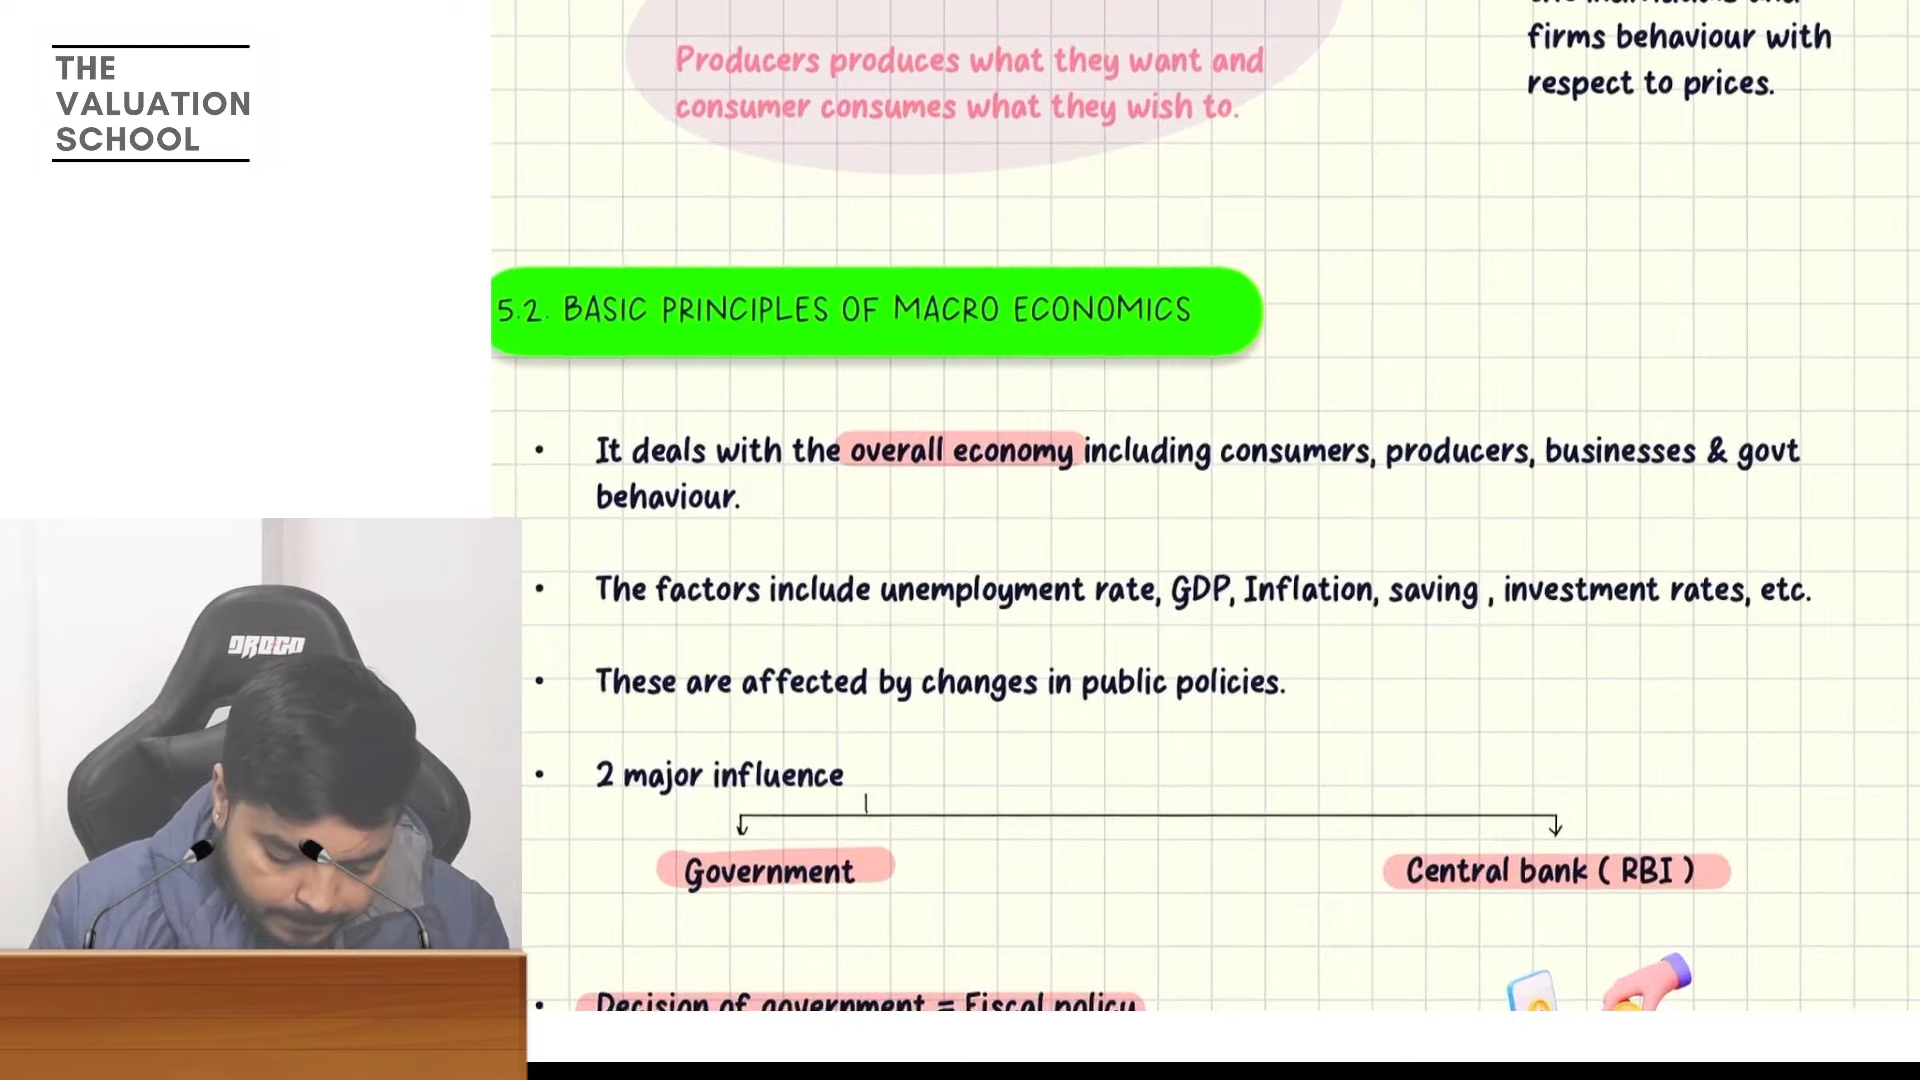 THE
VALUATION
SCHOOL
Producers produces what they want and
consumer consumes what they wish to.
firms behaviour with
respect to prices.
5.2. BASIC PRINCIPLES OF MACRO ECONOMICS
• It deals with the overall economy including consumers, producers, businesses & govt
behaviour.
• The factors include unemployment rate, GDP, Inflation, saving , investment rates, etc.
• These are affected by changes in public policies.
• 2 major influence
Government
Central bank ( RBI )
• Decision of government = Fiscal policy
DROGO